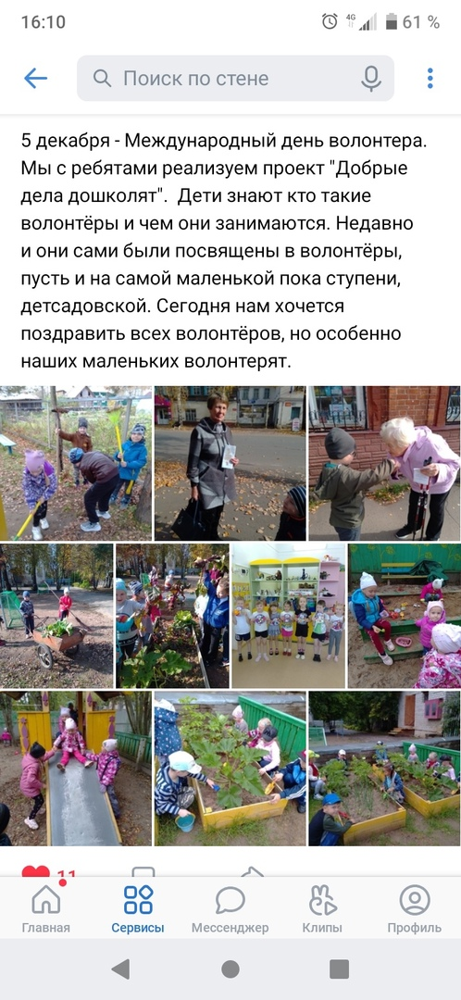 16:10
4G
61 %
Поиск по стене
5 декабря - Международный день волонтера.
Мы с ребятами реализуем проект "Добрые
дела дошколят".  Дети знают кто такие
волонтёры и чем они занимаются. Недавно
и они сами были посвящены в волонтёры,
пусть и на самой маленькой пока ступени,
детсадовской. Сегодня нам хочется
поздравить всех волонтёров, но особенно
наших маленьких волонтерят.
11
Главная
Сервисы
Мессенджер
Клипы
Профиль